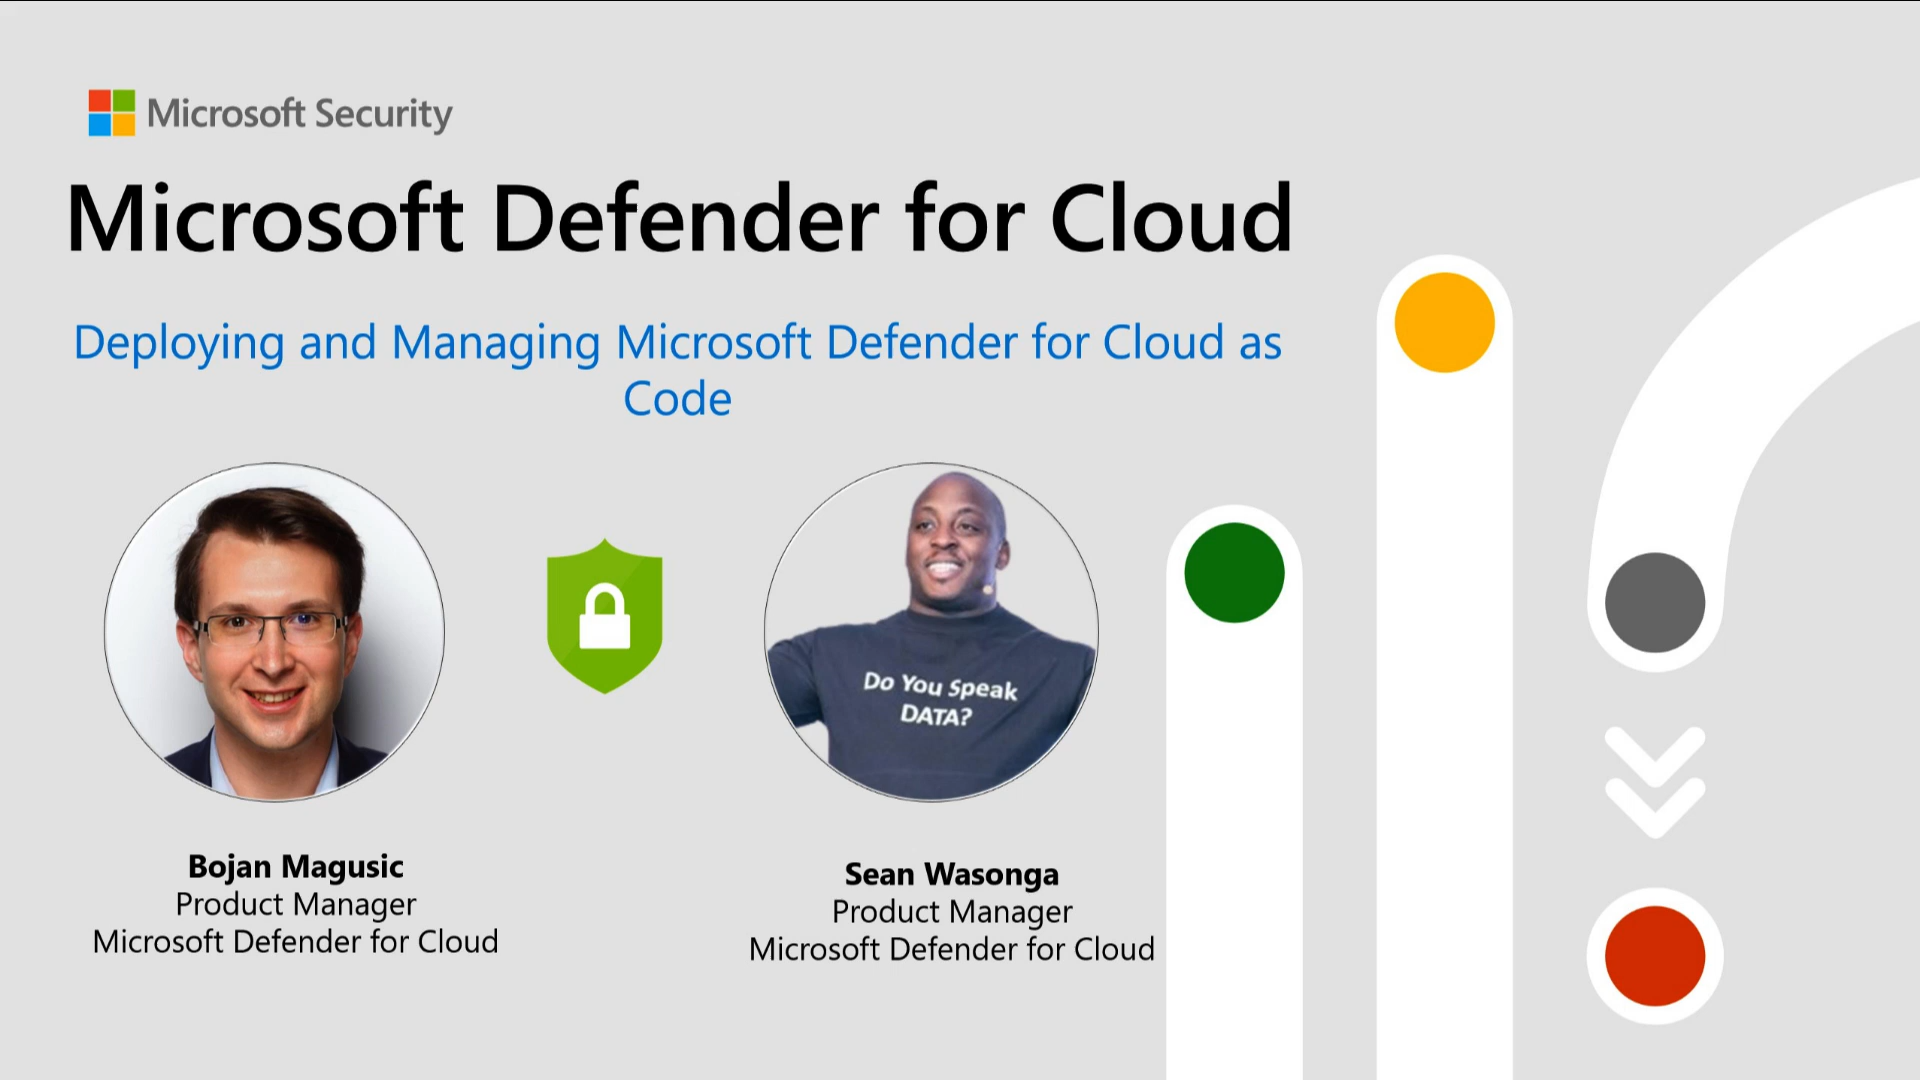 Microsoft Security
Microsoft Defender for Cloud
Deploying and Managing Microsoft Defender for Cloud as
Code
Do You Speak
DATA?
Bojan Magusic
Product Manager
Microsoft Defender for Cloud
Sean Wasonga
Product Manager
Microsoft Defender for Cloud